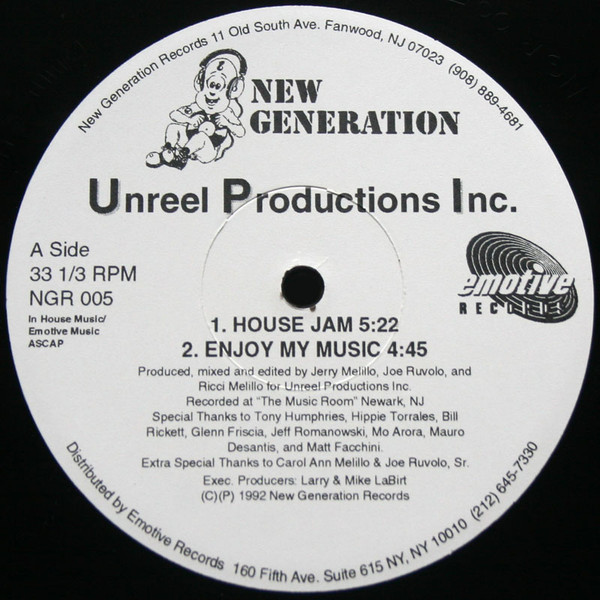 New Generation Records 11 Old South Ave. Fanwood, NJ 07023 (908) 889-4681
NEW
GENERATION
Unreel Productions Inc.
A Side
33 1/3 RPM
NGR 005
In House Music/
Emotive Music
ASCAP
emotive
RECORDS
1. HOUSE JAM 5:22
2. ENJOY MY MUSIC 4:45
Produced, mixed and edited by Jerry Melillo, Joe Ruvolo, and
Ricci Melillo for Unreel Productions Inc.
Recorded at "The Music Room" Newark, NJ
Special Thanks to Tony Humphries, Hippie Torrales, Bill
Rickett, Glenn Friscia, Jeff Romanowski, Mo Arora, Mauro
Desantis, and Matt Facchini.
Extra Special Thanks to Carol Ann Melillo & Joe Ruvolo, Sr.
Exec. Producers: Larry & Mike LaBirt
(C)(P) 1992 New Generation Records
Distributed by Emotive Records 160 Fifth Ave. Suite 615 NY, NY 10010 (212) 645-7330